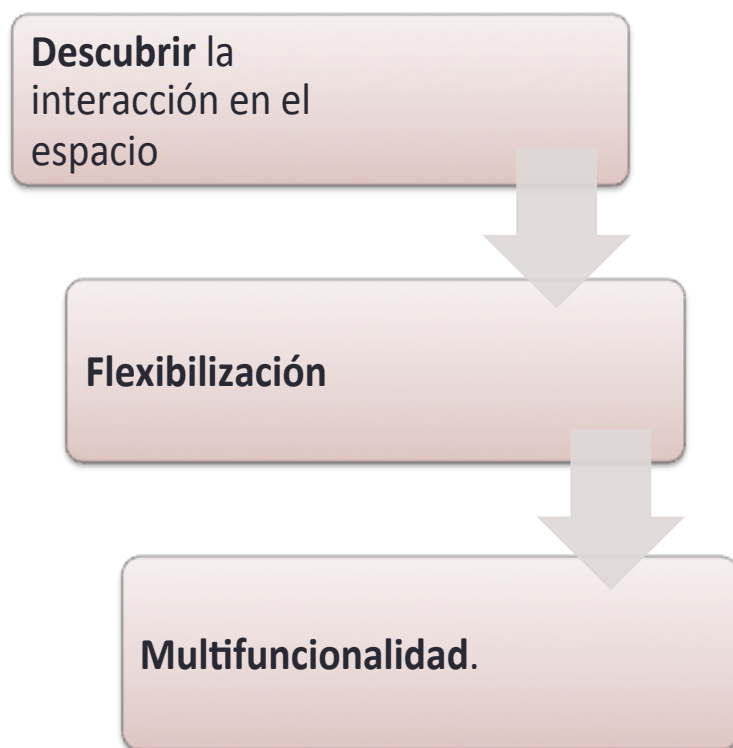 Descubrir la
interacción en el
espacio
Flexibilización
Multifuncionalidad.